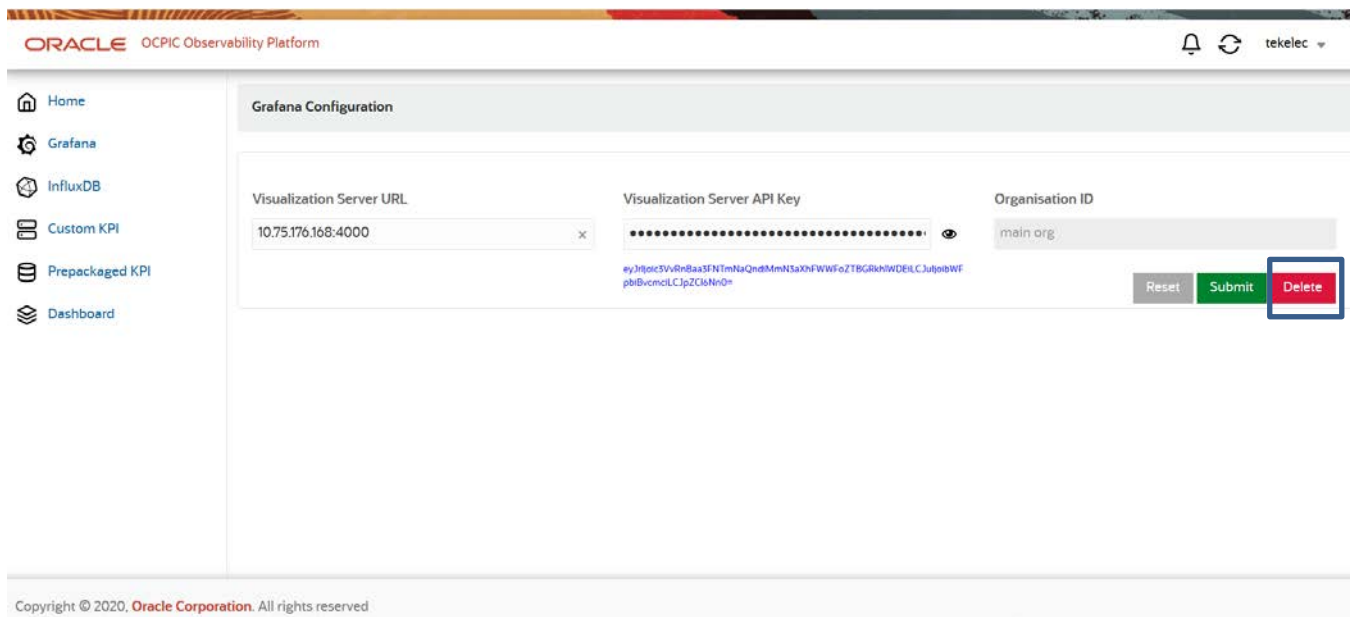 ORACLE OCPIC Observability Platform
tekelec
Home
Grafana
InfluxDB
Custom KPI
Prepackaged KPI
Dashboard
Grafana Configuration
Visualization Server URL
Visualization Server API Key
Organisation ID
10.75.176.168:4000
main org
Reset
Submit
Delete
Copyright © 2020, Oracle Corporation. All rights reserved